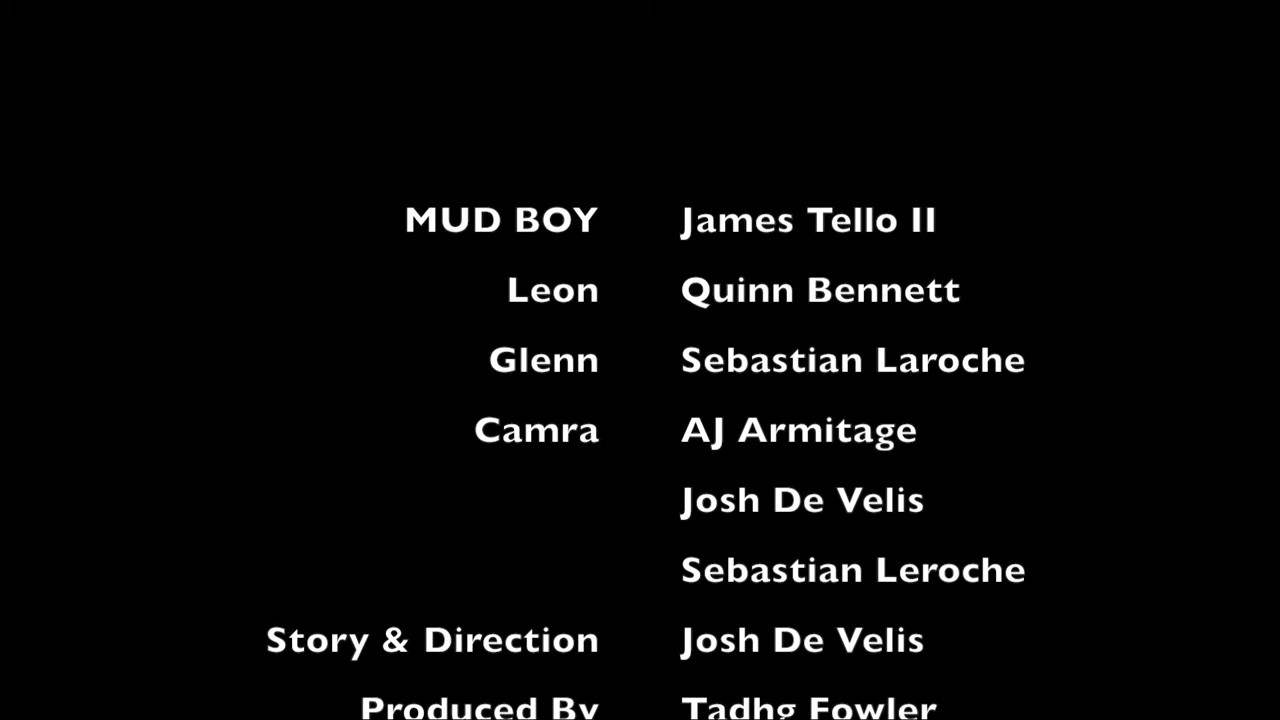 MUD BOY James Tello II
Leon Quinn Bennett
Glenn Sebastian Laroche
Camra AJ Armitage
Josh De Velis
Sebastian Leroche
Story & Direction Josh De Velis
Produced By Tadhg Fowler